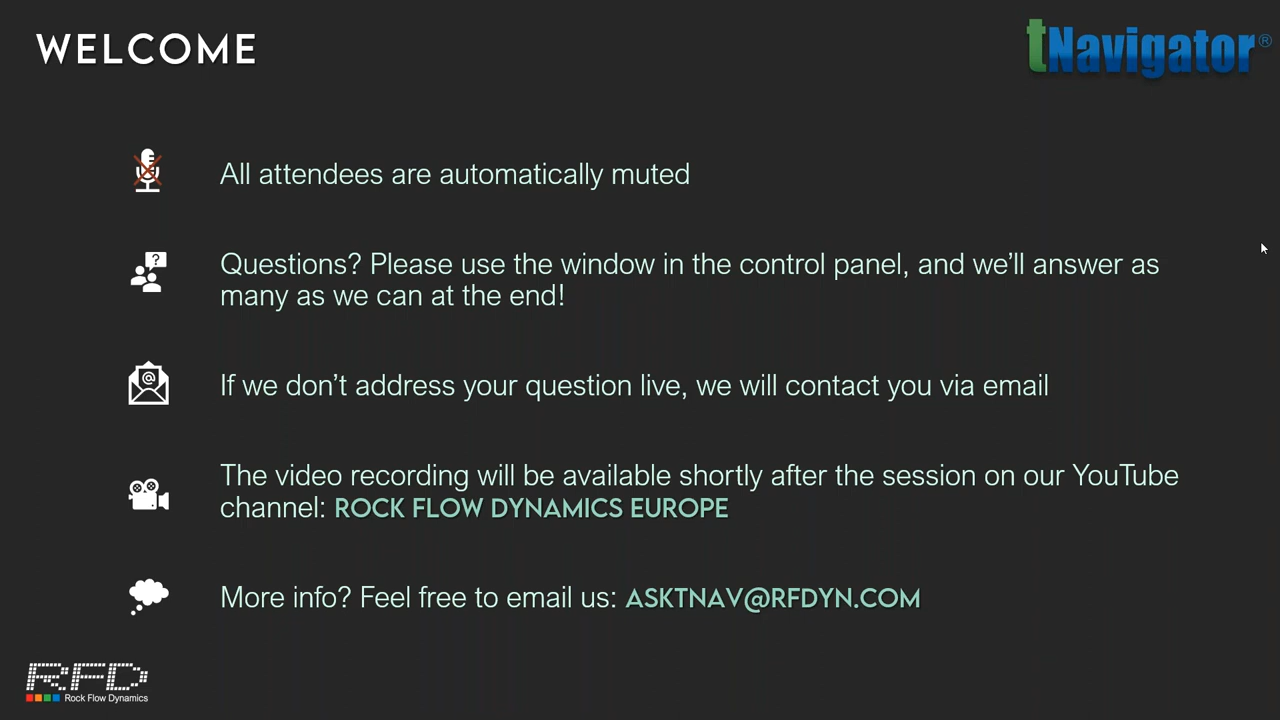 WELCOME
tNavigator®
All attendees are automatically muted
?
Questions? Please use the window in the control panel, and we'll answer as
many as we can at the end!
@
If we don't address your question live, we will contact you via email
The video recording will be available shortly after the session on our YouTube
channel: ROCK FLOW DYNAMICS EUROPE
More info? Feel free to email us: ASKTNAV@RFDYN.COM
RFD
Rock Flow Dynamics